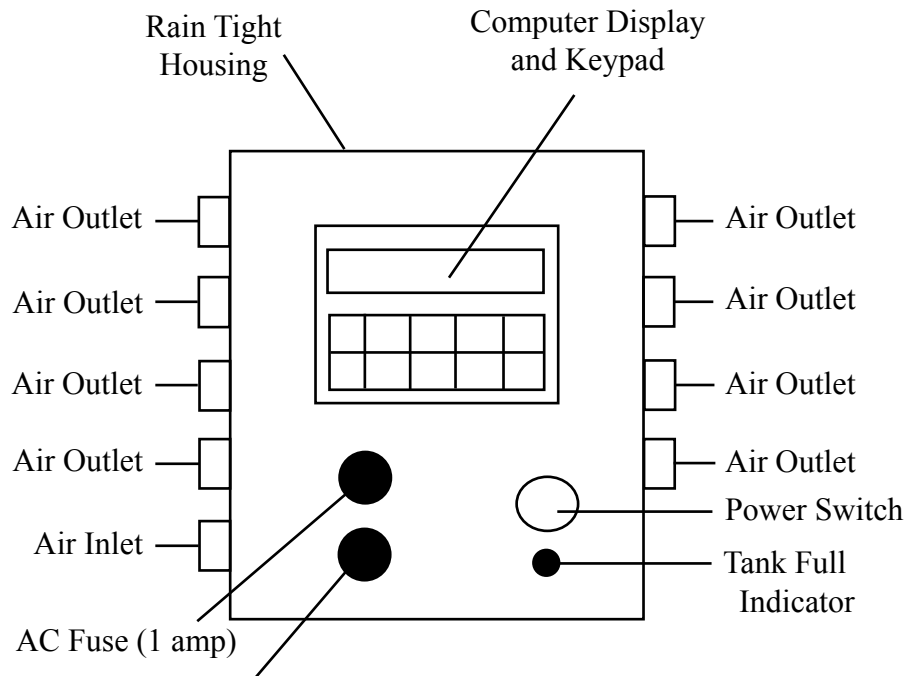 Rain Tight
Housing
Computer Display
and Keypad
Air Outlet
Air Outlet
Air Outlet
Air Outlet
Air Inlet
AC Fuse (1 amp)
Air Outlet
Air Outlet
Air Outlet
Air Outlet
Power Switch
Tank Full
Indicator